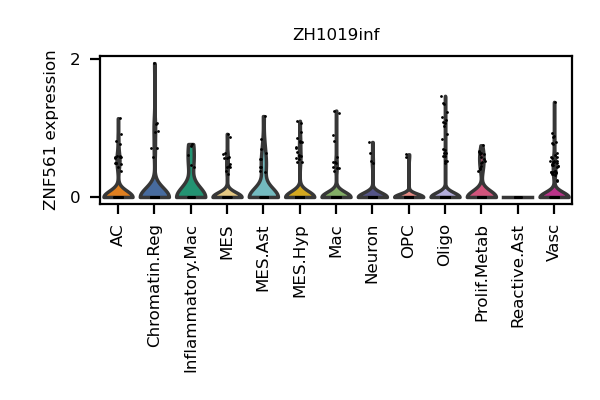 ZH1019inf
ZNF561 expression
2
0
AC
Chromatin.Reg
Inflammatory.Mac
MES
MES.Ast
MES.Hyp
Mac
Neuron
OPC
Oligo
Prolif.Metab
Reactive.Ast
Vasc